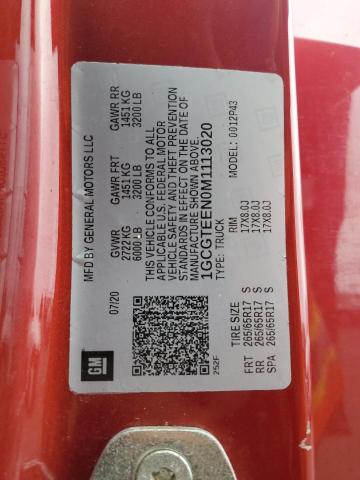 MFD BY GENERAL MOTORS LLC
07/20 GVWR GAWR FRT GAWR RR
2722 KG 1451 KG 1451 KG
6000 LB 3200 LB 3200 LB
THIS VEHICLE CONFORMS TO ALL
APPLICABLE U.S. FEDERAL MOTOR
VEHICLE SAFETY AND THEFT PREVENTION
STANDARDS IN EFFECT ON THE DATE OF
MANUFACTURE SHOWN ABOVE.
1GCGTEEN0M1113020
TYPE: TRUCK MODEL: 0012P43
GM
252F
TIRE SIZE RIM
FRT 265/65R17 S 17X8.0J
RR 265/65R17 S 17X8.0J
SPA 265/65R17 S 17X8.0J